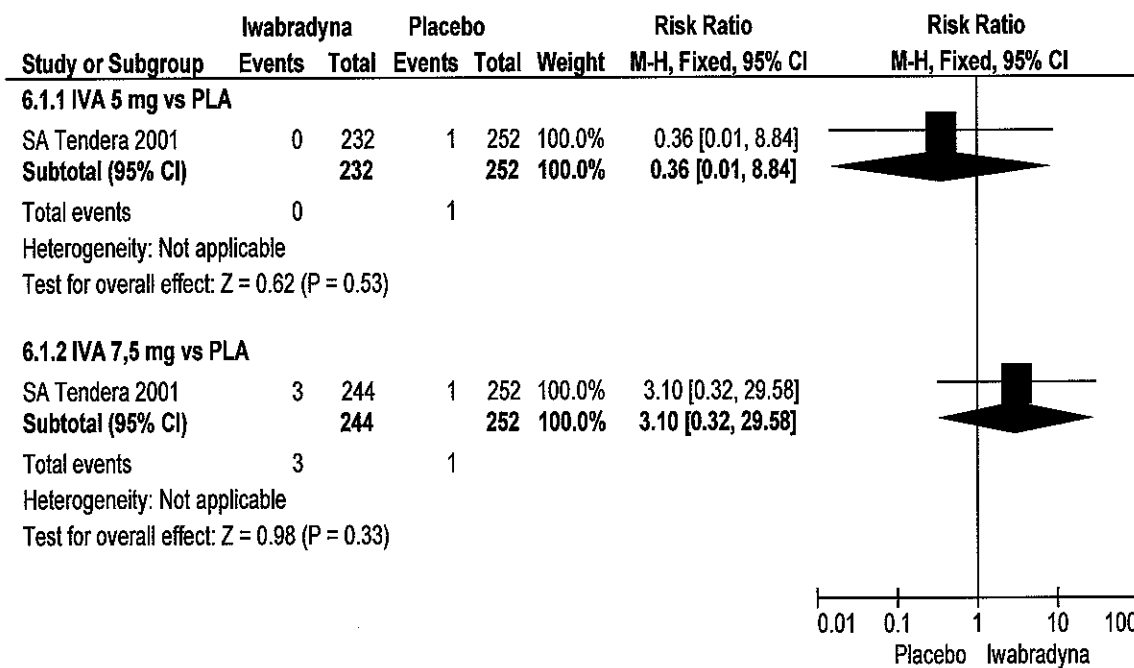 Iwabradyna Placebo Risk Ratio Risk Ratio
Study or Subgroup Events Total Events Total Weight M-H, Fixed, 95% CI M-H, Fixed, 95% CI
6.1.1 IVA 5 mg vs PLA
SA Tendera 2001 0 232 1 252 100.0% 0.36 [0.01, 8.84]
Subtotal (95% CI) 232 252 100.0% 0.36 [0.01, 8.84]
Total events 0 1
Heterogeneity: Not applicable
Test for overall effect: Z = 0.62 (P = 0.53)
6.1.2 IVA 7,5 mg vs PLA
SA Tendera 2001 3 244 1 252 100.0% 3.10 [0.32, 29.58]
Subtotal (95% CI) 244 252 100.0% 3.10 [0.32, 29.58]
Total events 3 1
Heterogeneity: Not applicable
Test for overall effect: Z = 0.98 (P = 0.33)
0.01 0.1 1 10 100
Placebo Iwabradyna